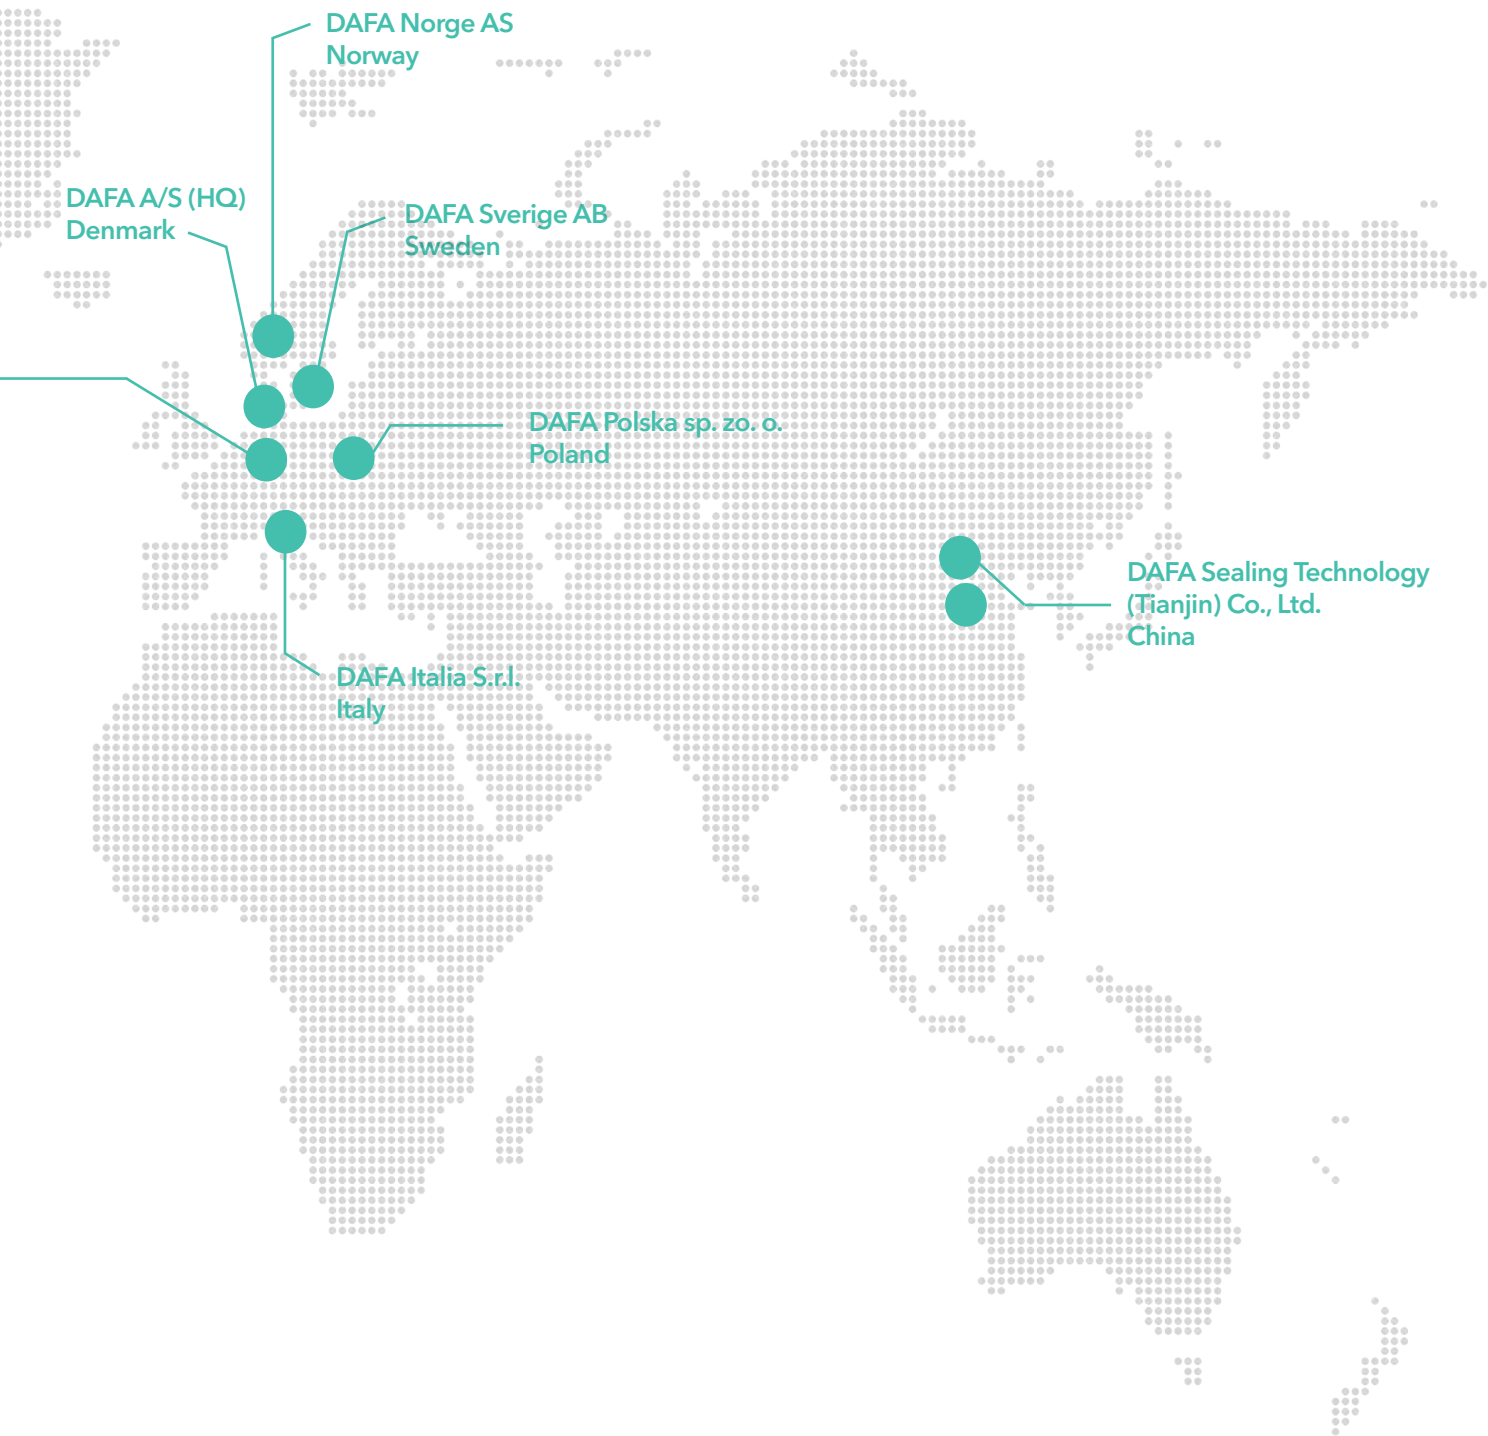 DAFA Norge AS
Norway
DAFA A/S (HQ)
Denmark
DAFA Sverige AB
Sweden
DAFA Polska sp. zo. o.
Poland
DAFA Sealing Technology
(Tianjin) Co., Ltd.
China
DAFA Italia S.r.l.
Italy